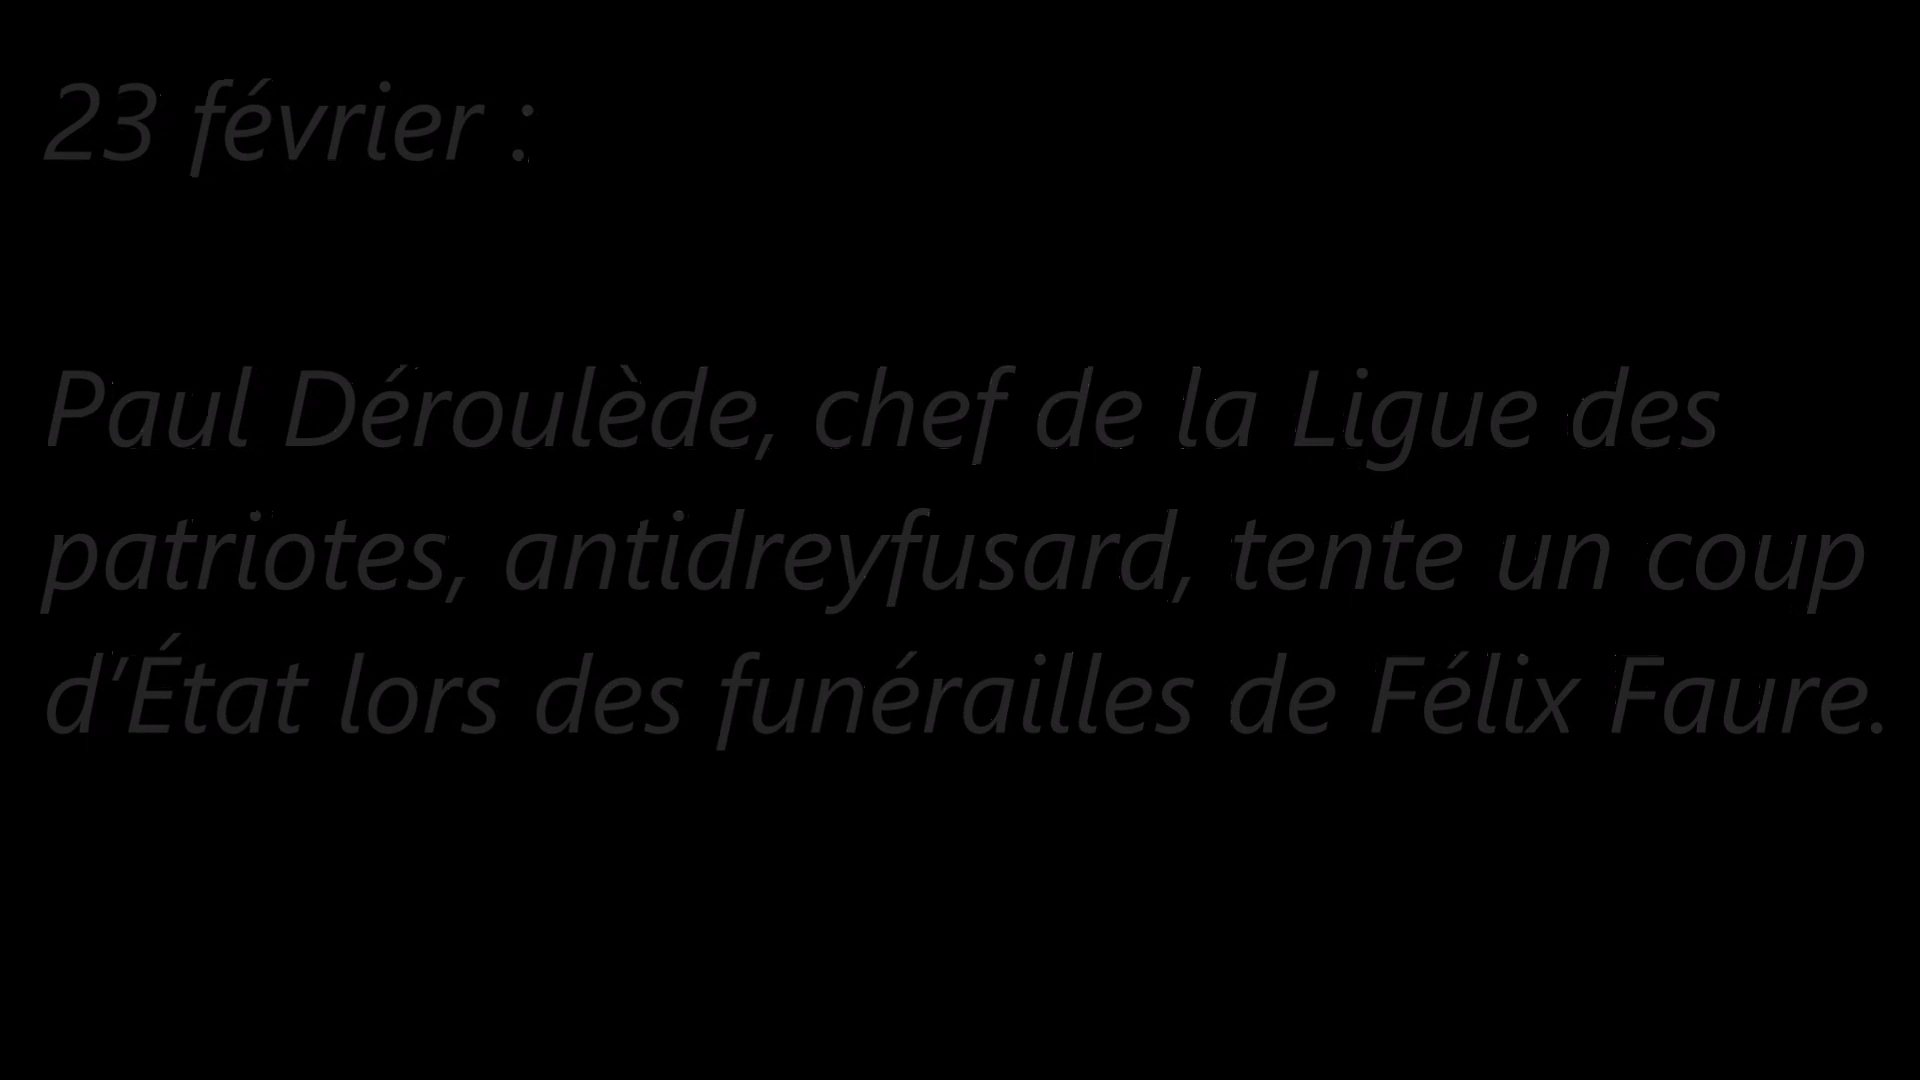 23 février :
Paul Déroulède, chef de la Ligue des
patriotes, antidreyfusard, tente un coup
d’État lors des funérailles de Félix Faure.